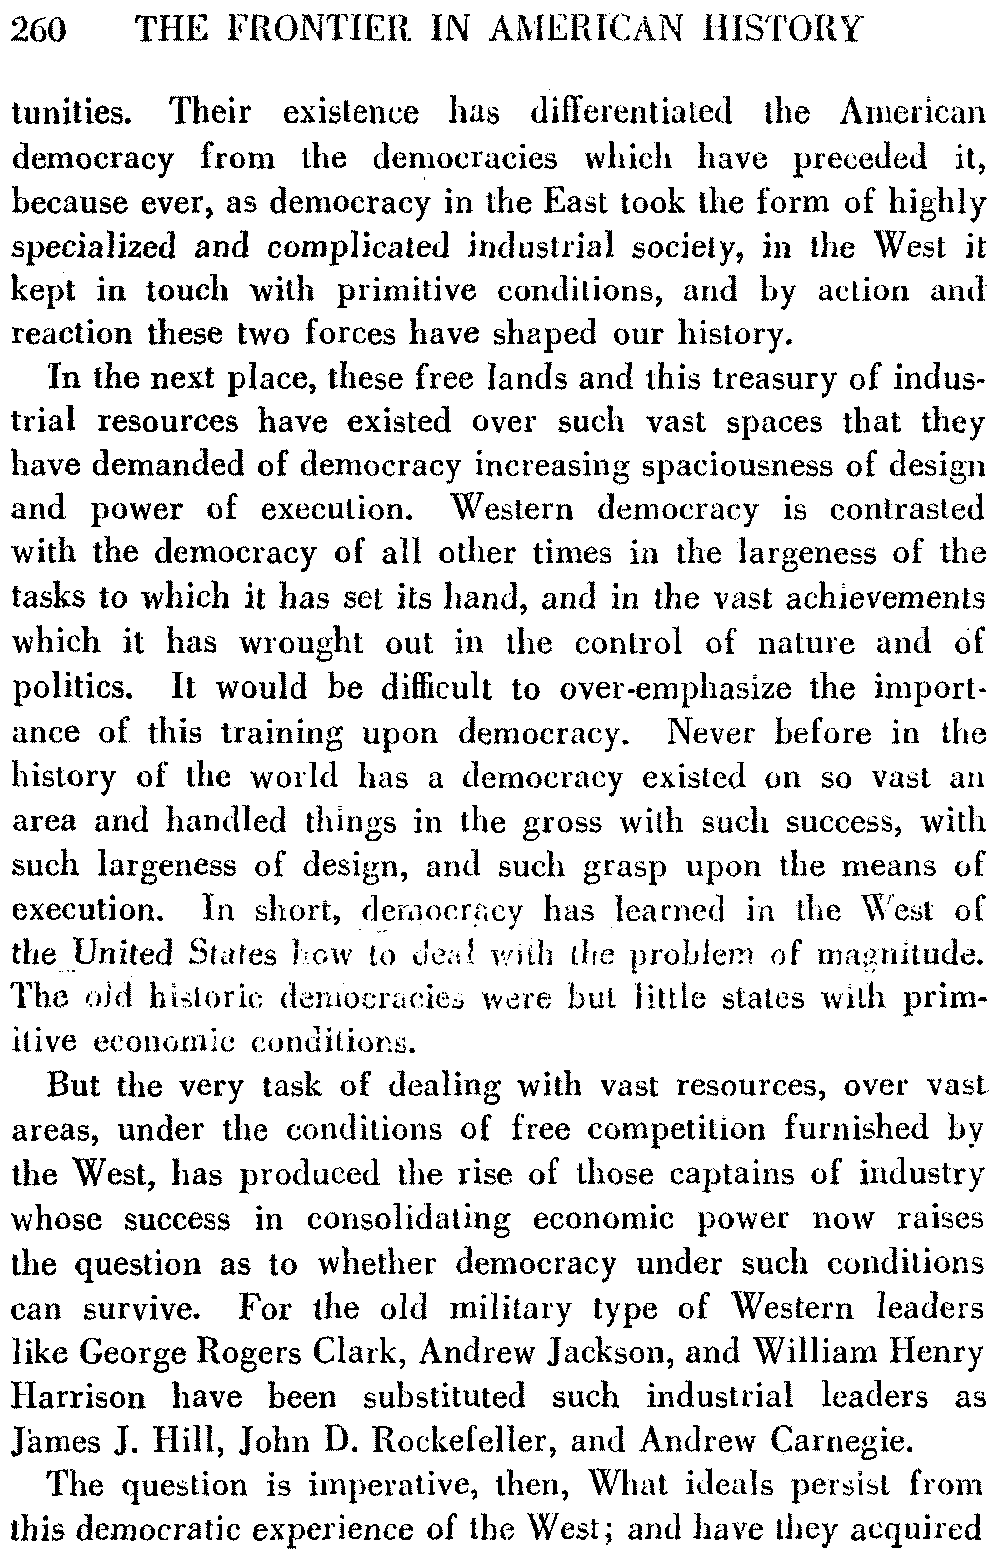 260 THE FRONTIER IN AMERICAN HISTORY
tunities. Their existence has differentiated the American
democracy from the democracies which have preceded it,
because ever, as democracy in the East took the form of highly
specialized and complicated industrial society, in the West it
kept in touch with primitive conditions, and by action and
reaction these two forces have shaped our history.
In the next place, these free lands and this treasury of indus-
trial resources have existed over such vast spaces that they
have demanded of democracy increasing spaciousness of design
and power of execution. Western democracy is contrasted
with the democracy of all other times in the largeness of the
tasks to which it has set its hand, and in the vast achievements
which it has wrought out in the control of nature and of
politics. It would be difficult to over-emphasize the import-
ance of this training upon democracy. Never before in the
history of the world has a democracy existed on so vast an
area and handled things in the gross with such success, with
such largeness of design, and such grasp upon the means of
execution. In short, democracy has learned in the West of
the United States how to deal with the problem of magnitude.
The old historic democracies were but little states with prim-
itive economic conditions.
But the very task of dealing with vast resources, over vast
areas, under the conditions of free competition furnished by
the West, has produced the rise of those captains of industry
whose success in consolidating economic power now raises
the question as to whether democracy under such conditions
can survive. For the old military type of Western leaders
like George Rogers Clark, Andrew Jackson, and William Henry
Harrison have been substituted such industrial leaders as
James J. Hill, John D. Rockefeller, and Andrew Carnegie.
The question is imperative, then, What ideals persist from
this democratic experience of the West; and have they acquired